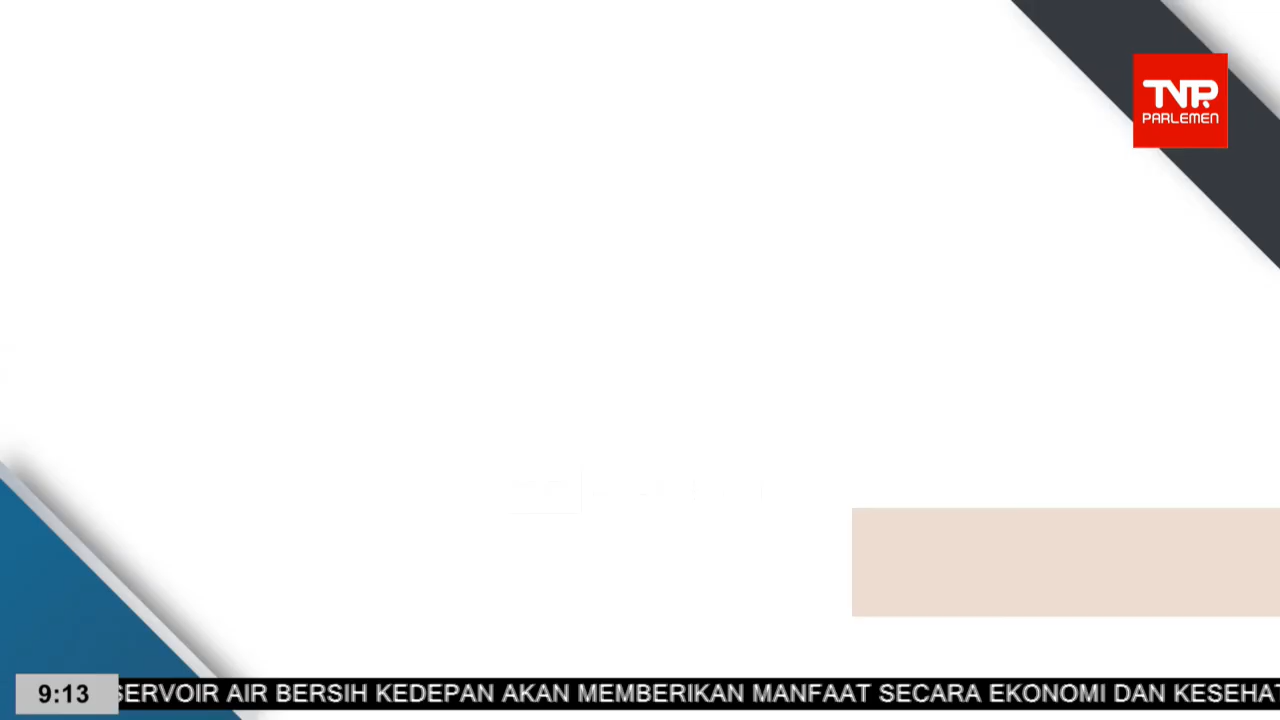 TVR
PARLEMEN
9:13
SERVOIR AIR BERSIH KEDEPAN AKAN MEMBERIKAN MANFAAT SECARA EKONOMI DAN KESEHAT